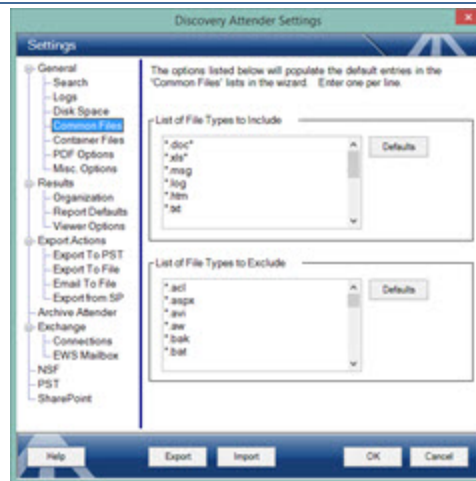 Discovery Attender Settings
Settings
General
Search
Logs
Disk Space
Common Files
Container Files
PDF Options
Misc. Options
Results
Organization
Report Defaults
Viewer Options
Export Actions
Export To PST
Export To File
Email To File
Export from SP
Archive Attender
Exchange
Connections
EWS Mailbox
NSF
PST
SharePoint
The options listed below will populate the default entries in the
'Common Files' lists in the wizard. Enter one per line.
List of File Types to Include
*.doc*
*.xls*
*.msg
*.log
*.htm
*.txt
Defaults
List of File Types to Exclude
*.acl
*.aspx
*.avi
*.aw
*.bak
*.bat
Defaults
Help
Export
Import
OK
Cancel